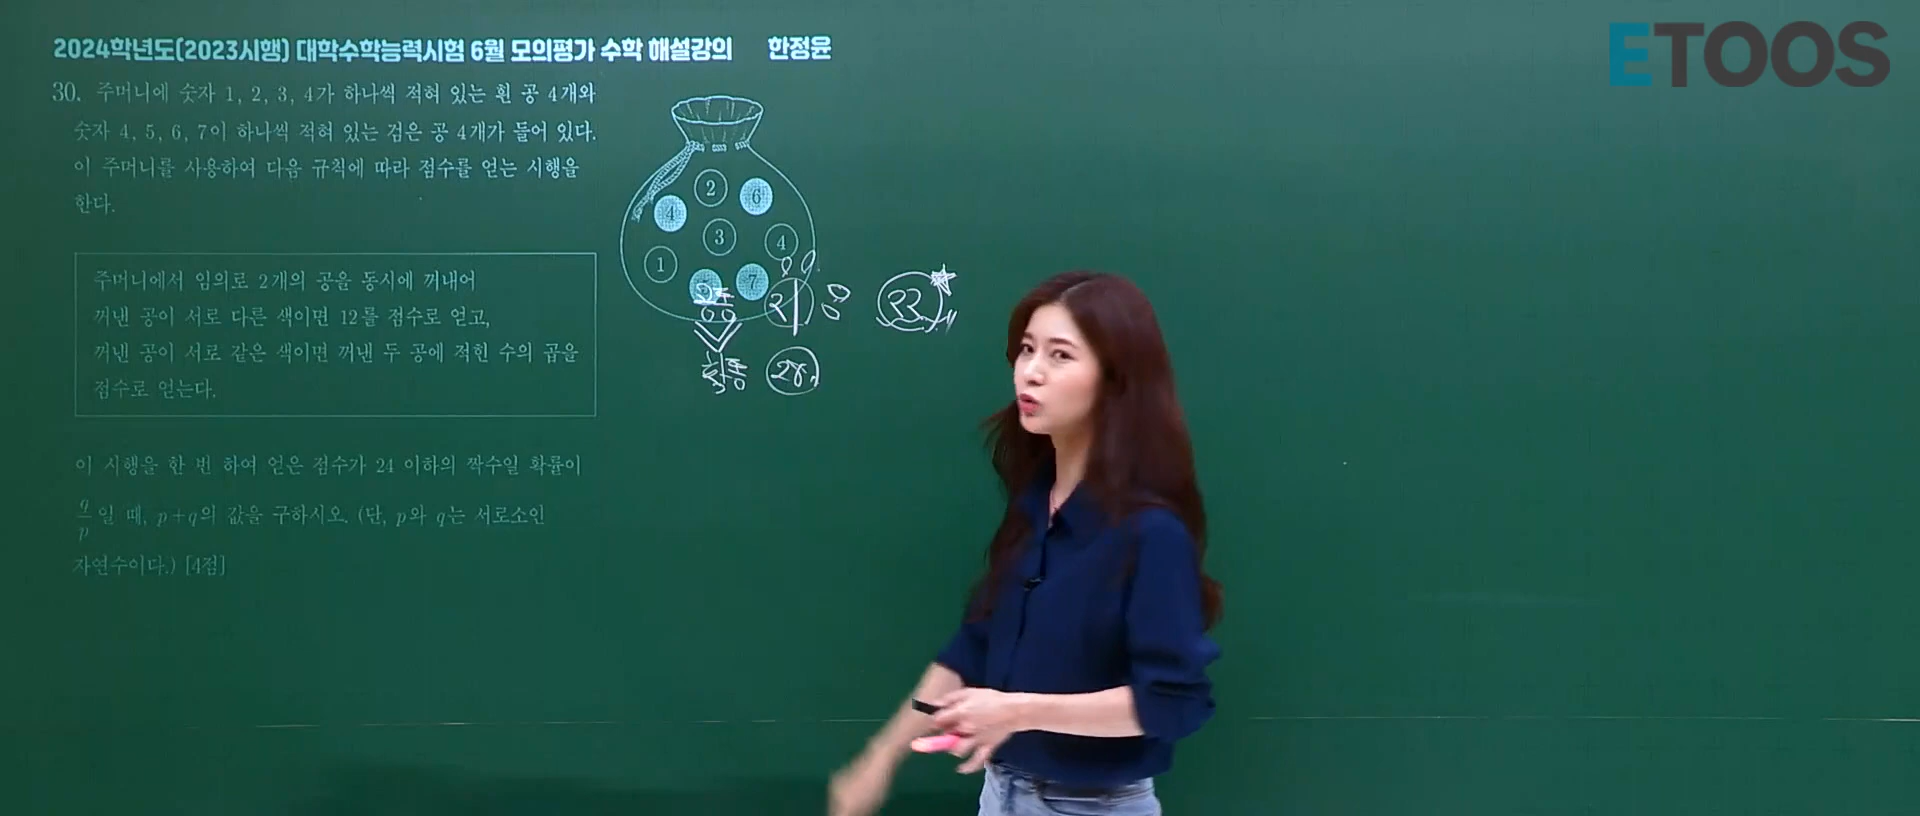 2024학년도(2023시행) 대학수학능력시험 6월 모의평가 수학 해설강의 한정윤
ETOOS
30. 주머니에 숫자 1, 2, 3, 4가 하나씩 적혀 있는 흰 공 4개와
숫자 4, 5, 6, 7이 하나씩 적혀 있는 검은 공 4개가 들어 있다.
이 주머니를 사용하여 다음 규칙에 따라 점수를 얻는 시행을
한다.
주머니에서 임의로 2개의 공을 동시에 꺼내어
꺼낸 공이 서로 다른 색이면 12를 점수로 얻고,
꺼낸 공이 서로 같은 색이면 꺼낸 두 공에 적힌 수의 곱을
점수로 얻는다.
이 시행을 한 번 하여 얻은 점수가 24 이하의 짝수일 확률이
q/p일 때, p+q의 값을 구하시오. (단, p와 q는 서로소인
자연수이다.) [4점]
2 6
4
3 4
1
7
22
28